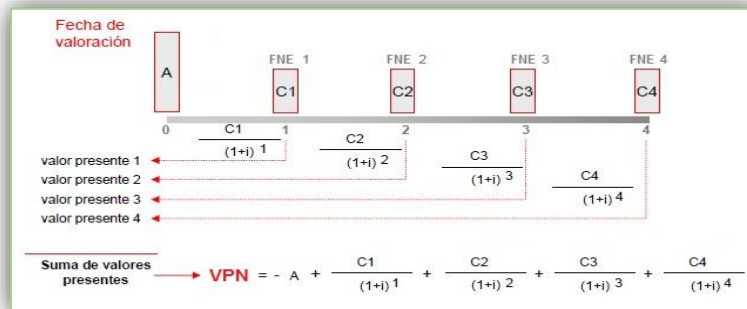 Fecha de
valoración
FNE 1 FNE 2 FNE 3 FNE 4
A
C1 C2 C3 C4
0 1 2 3 4
C1
(1+i) 1
C2
(1+i) 2
C3
(1+i) 3
C4
(1+i) 4
valor presente 1
valor presente 2
valor presente 3
valor presente 4
Suma de valores
presentes
VPN = - A + C1 + C2 + C3 + C4
(1+i) 1 (1+i) 2 (1+i) 3 (1+i) 4